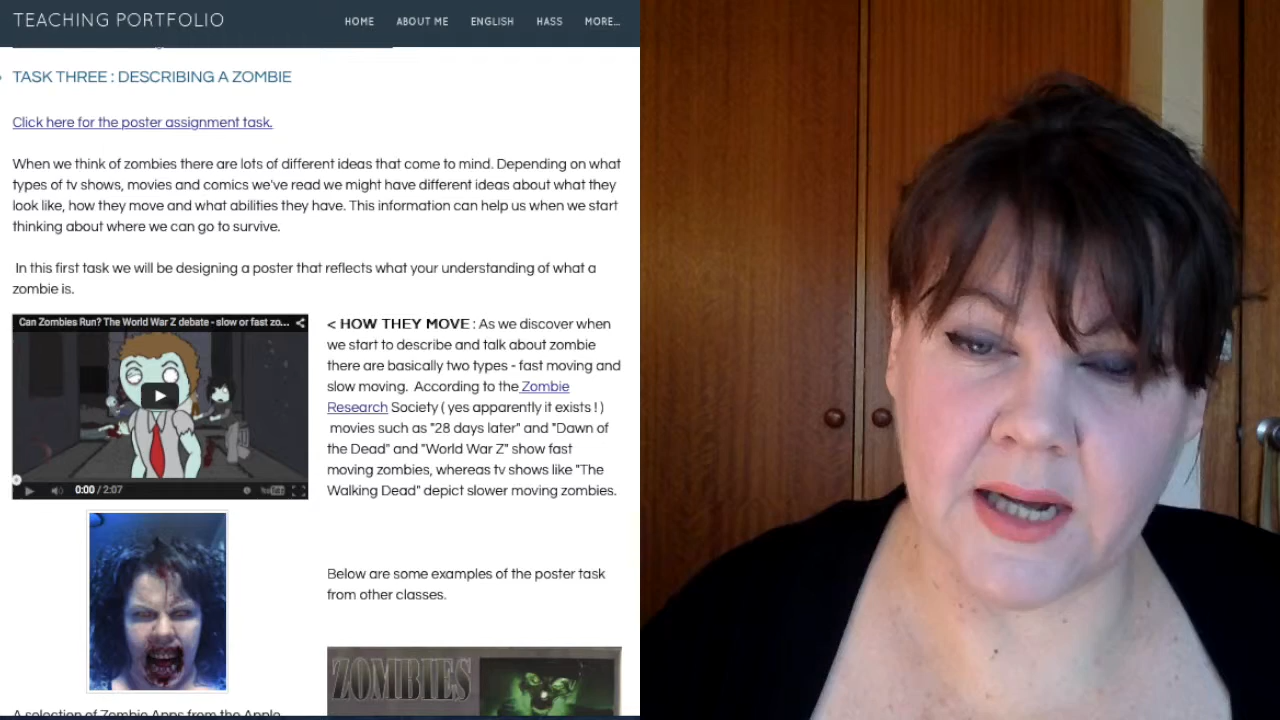 TEACHING PORTFOLIO
HOME ABOUT ME ENGLISH HASS MORE...
TASK THREE : DESCRIBING A ZOMBIE
Click here for the poster assignment task.
When we think of zombies there are lots of different ideas that come to mind. Depending on what
types of tv shows, movies and comics we've read we might have different ideas about what they
look like, how they move and what abilities they have. This information can help us when we start
thinking about where we can go to survive.
In this first task we will be designing a poster that reflects what your understanding of what a
zombie is.
Can Zombies Run? The World War Z debate - slow or fast zo...
0:00 / 2:07
< HOW THEY MOVE : As we discover when
we start to describe and talk about zombie
there are basically two types - fast moving and
slow moving. According to the Zombie
Research Society ( yes apparently it exists ! )
movies such as "28 days later" and "Dawn of
the Dead" and "World War Z" show fast
moving zombies, whereas tv shows like "The
Walking Dead" depict slower moving zombies.
Below are some examples of the poster task
from other classes.
ZOMBIES
A selection of Zombie Apps from the Apple